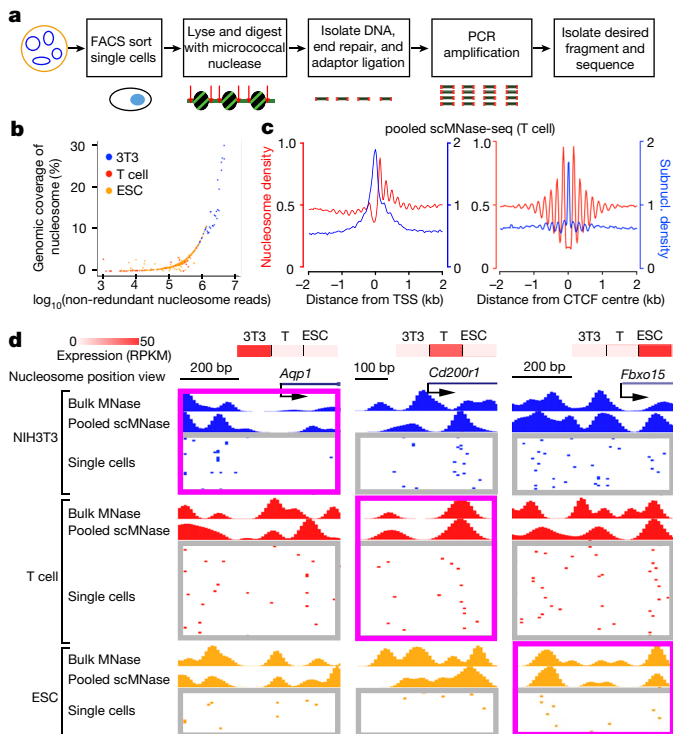 a
FACS sort
single cells
Lyse and digest
with micrococcal
nuclease
Isolate DNA,
end repair, and
adaptor ligation
PCR
amplification
Isolate desired
fragment and
sequence
b
Genomic coverage of
nucleosome (%)
30
20
10
0
3T3
T cell
ESC
3 4 5 6 7
log10(non-redundant nucleosome reads)
c
pooled scMNase-seq (T cell)
Nucleosome density
1.0
0.5
0
2
1
0
–2 –1 0 1 2
Distance from TSS (kb)
1.0
0.5
0
2
1
0
Subnucl. density
–2 –1 0 1 2
Distance from CTCF centre (kb)
d
0 50
Expression (RPKM)
3T3 T ESC
3T3 T ESC
3T3 T ESC
Nucleosome position view
200 bp
Aqp1
100 bp
Cd200r1
200 bp
Fbxo15
NIH3T3
Bulk MNase
Pooled scMNase
Single cells
T cell
Bulk MNase
Pooled scMNase
Single cells
ESC
Bulk MNase
Pooled scMNase
Single cells